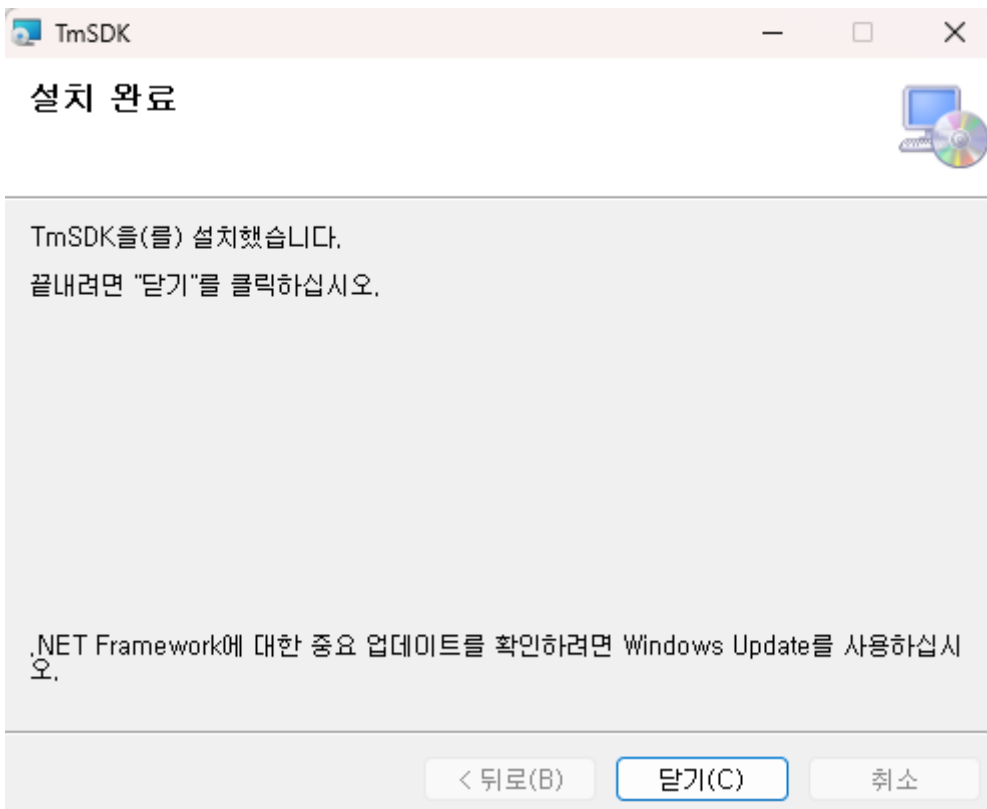 TmSDK
설치 완료
TmSDK을(를) 설치했습니다.
끝내려면 "닫기"를 클릭하십시오.
.NET Framework에 대한 중요 업데이트를 확인하려면 Windows Update를 사용하십시
오.
< 뒤로(B)
닫기(C)
취소